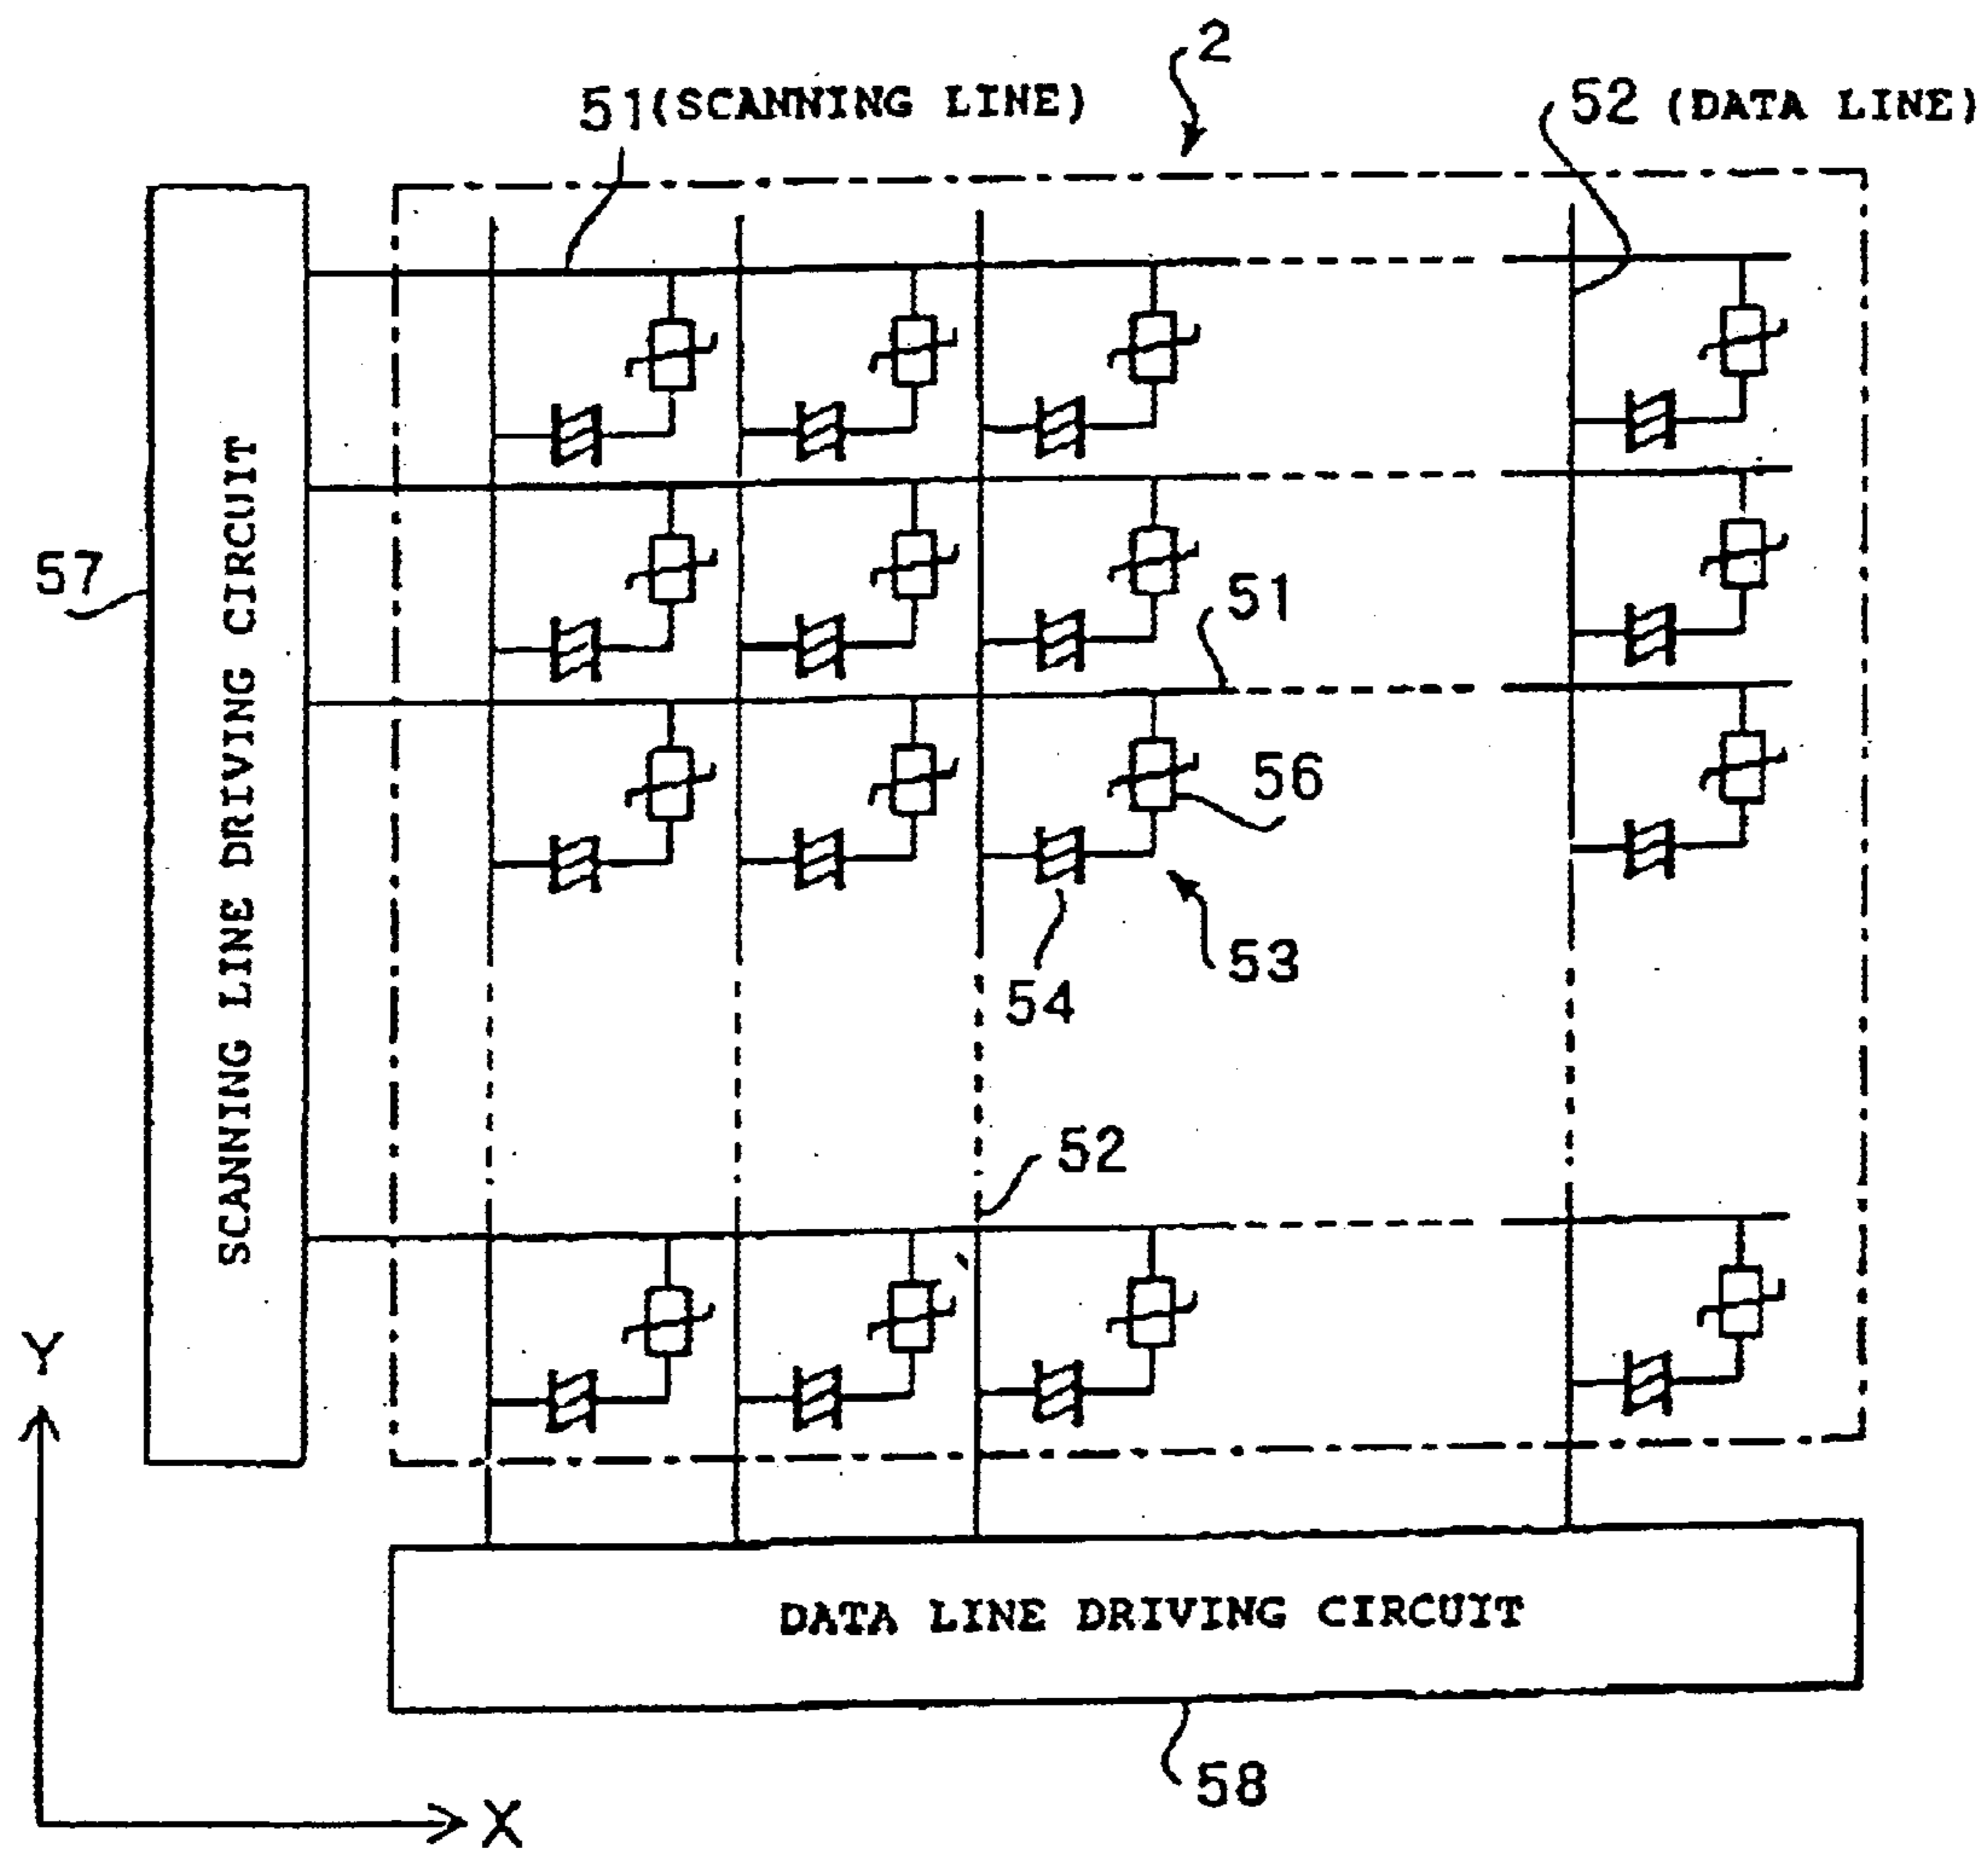 2
51(SCANNING LINE)
52 (DATA LINE)
57
SCANNING LINE DRIVING CIRCUIT
51
56
53
54
52
Y
X
DATA LINE DRIVING CIRCUIT
58